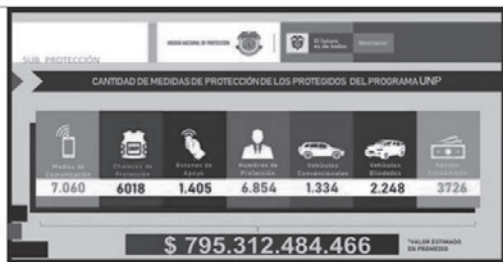 UNIDAD NACIONAL DE PROTECCIÓN
El futuro
es de todos
Mininterior
SUB. PROTECCIÓN
CANTIDAD DE MEDIDAS DE PROTECCIÓN DE LOS PROTEGIDOS DEL PROGRAMA UNP
Medios de Comunicación
Chalecos de Protección
Botones de Apoyo
Hombres de Protección
Vehículos Convencionales
Vehículos Blindados
Apoyos
7.060 6018 1.405 6.854 1.334 2.248 3726
$ 795.312.484.466
*VALOR ESTIMADO
EN PROMEDIO